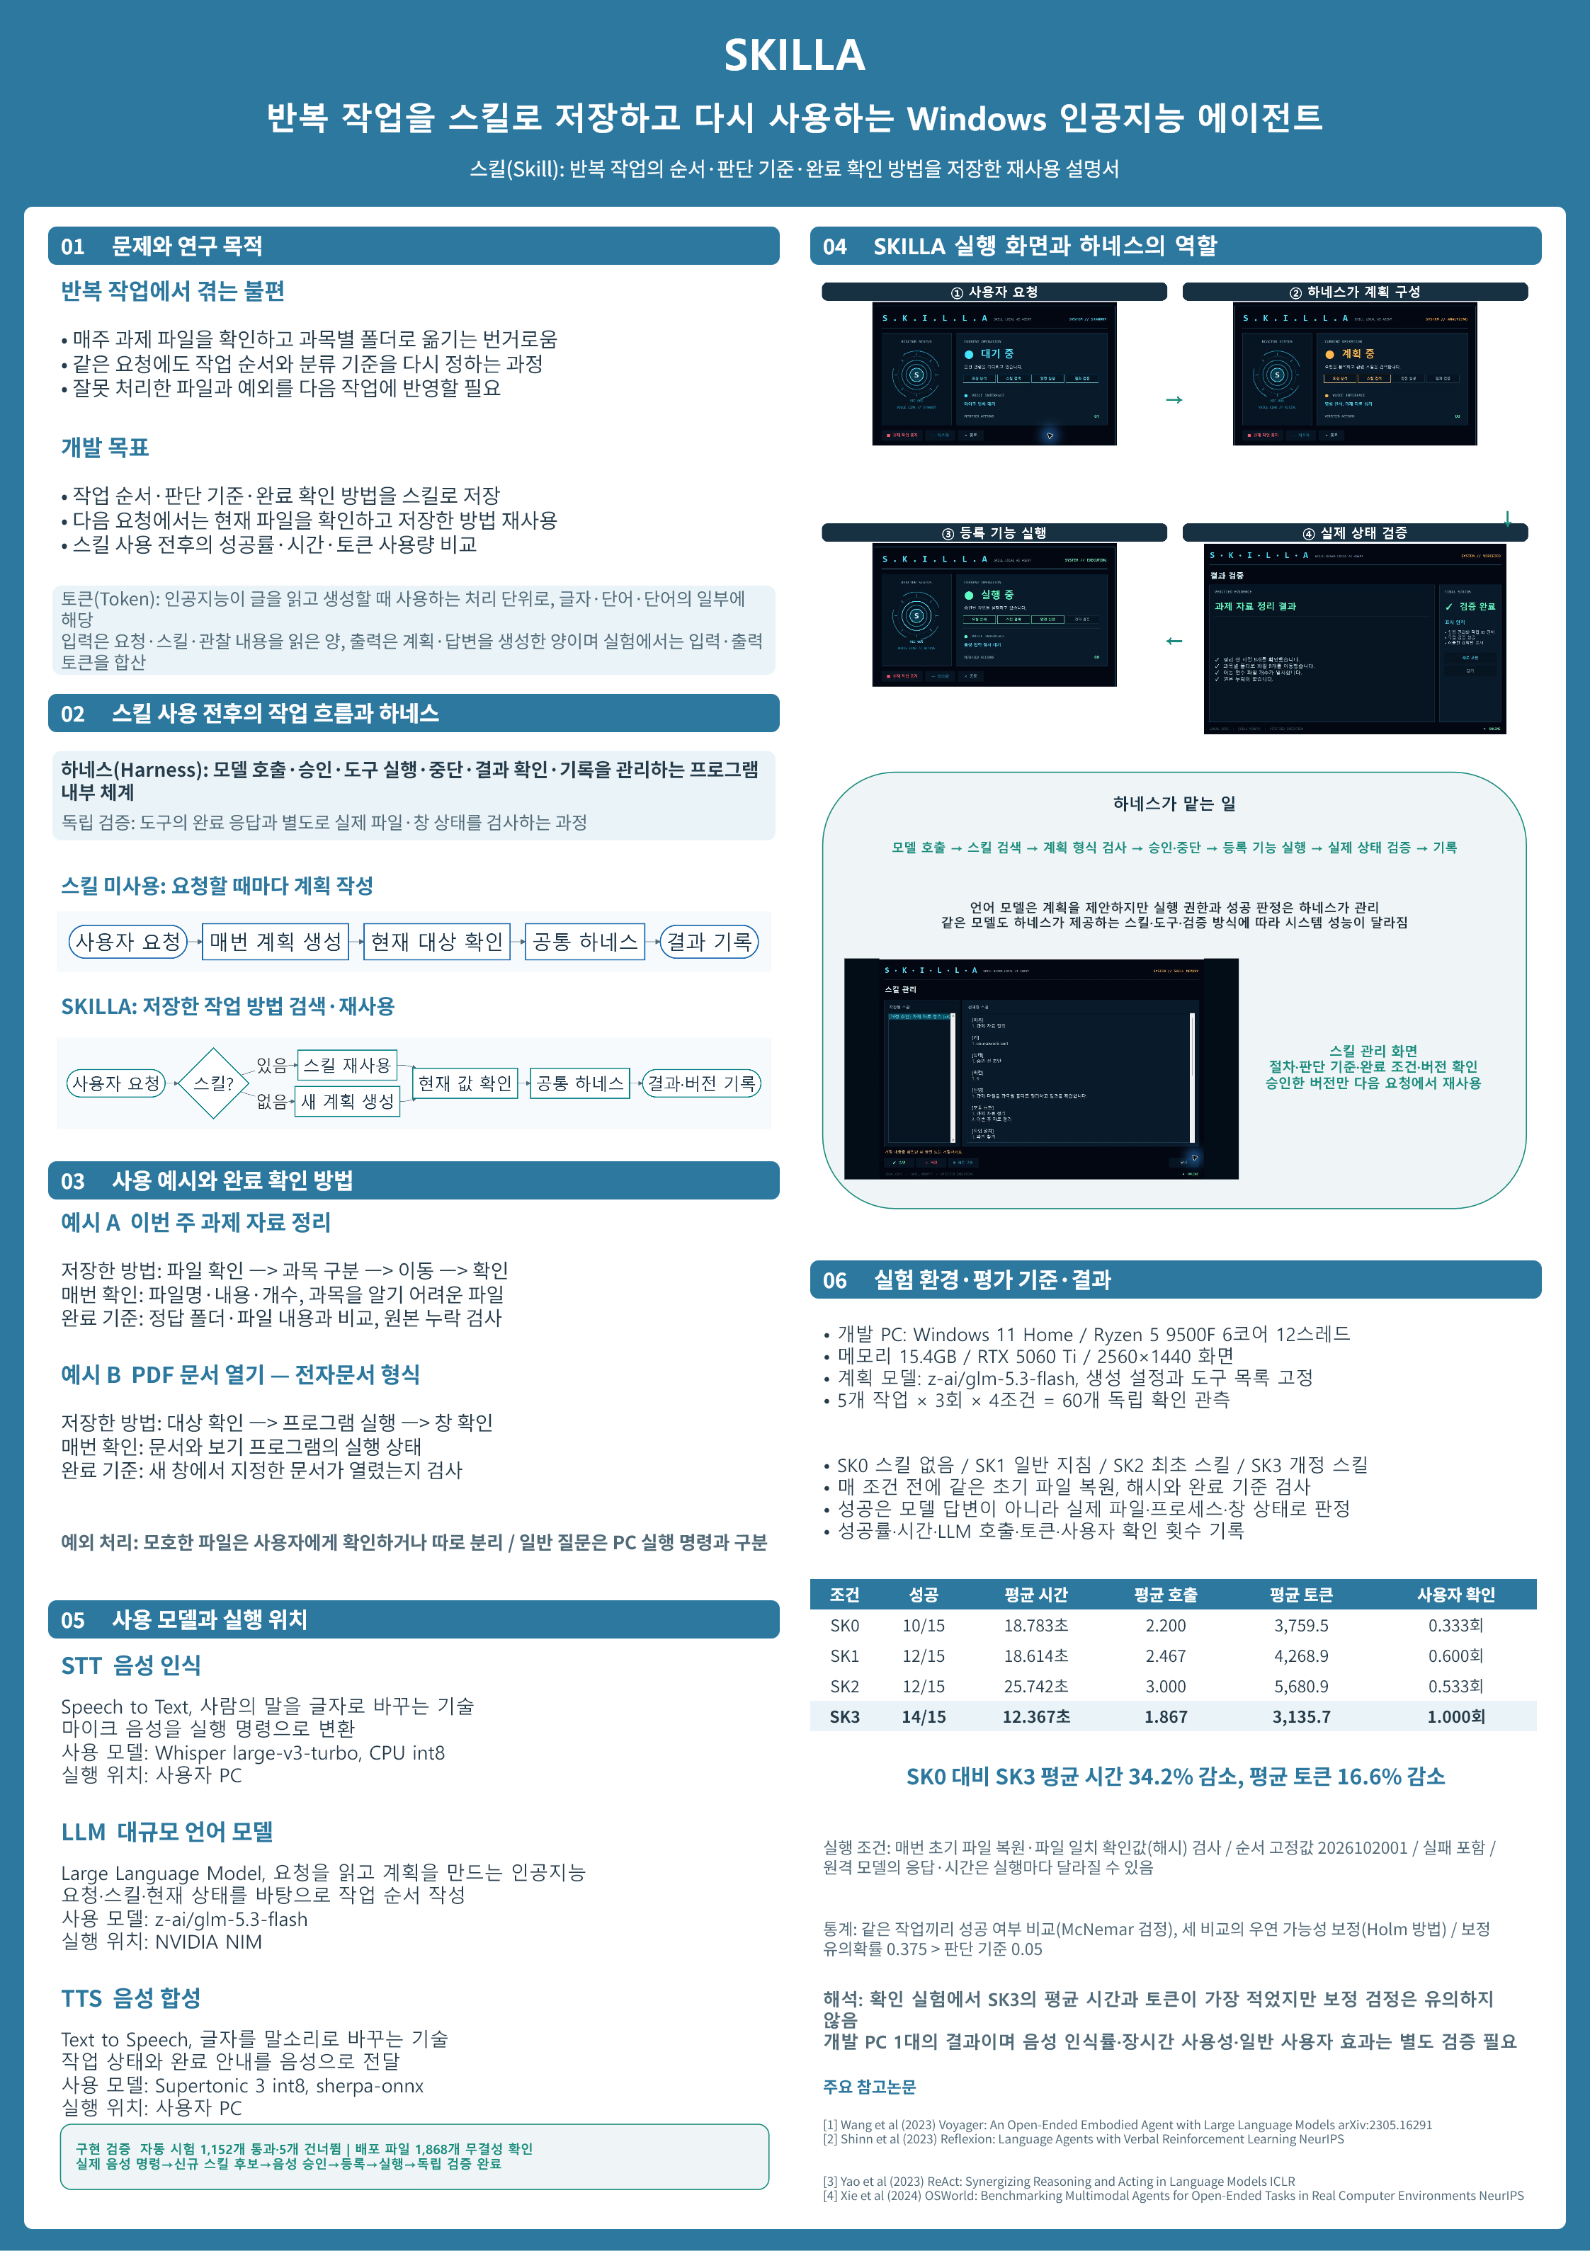 SKILLA
반복 작업을 스킬로 저장하고 다시 사용하는 Windows 인공지능 에이전트
스킬(Skill): 반복 작업의 순서·판단 기준·완료 확인 방법을 저장한 재사용 설명서
01 문제와 연구 목적
반복 작업에서 겪는 불편
• 매주 과제 파일을 확인하고 과목별 폴더로 옮기는 번거로움
• 같은 요청에도 작업 순서와 분류 기준을 다시 정하는 과정
• 잘못 처리한 파일과 예외를 다음 작업에 반영할 필요
개발 목표
• 작업 순서·판단 기준·완료 확인 방법을 스킬로 저장
• 다음 요청에서는 현재 파일을 확인하고 저장한 방법 재사용
• 스킬 사용 전후의 성공률·시간·토큰 사용량 비교
토큰(Token): 인공지능이 글을 읽고 생성할 때 사용하는 처리 단위로, 글자·단어·단어의 일부에
해당
입력은 요청·스킬·관찰 내용을 읽은 양, 출력은 계획·답변을 생성한 양이며 실험에서는 입력·출력
토큰을 합산
02 스킬 사용 전후의 작업 흐름과 하네스
하네스(Harness): 모델 호출·승인·도구 실행·중단·결과 확인·기록을 관리하는 프로그램
내부 체계
독립 검증: 도구의 완료 응답과 별도로 실제 파일·창 상태를 검사하는 과정
스킬 미사용: 요청할 때마다 계획 작성
사용자 요청 매번 계획 생성 현재 대상 확인 공통 하네스 결과 기록
SKILLA: 저장한 작업 방법 검색·재사용
있음 스킬 재사용
사용자 요청 스킬? 현재 값 확인 공통 하네스 결과·버전 기록
없음 새 계획 생성
03 사용 예시와 완료 확인 방법
예시 A 이번 주 과제 자료 정리
저장한 방법: 파일 확인 —> 과목 구분 —> 이동 —> 확인
매번 확인: 파일명·내용·개수, 과목을 알기 어려운 파일
완료 기준: 정답 폴더·파일 내용과 비교, 원본 누락 검사
예시 B PDF 문서 열기 — 전자문서 형식
저장한 방법: 대상 확인 —> 프로그램 실행 —> 창 확인
매번 확인: 문서와 보기 프로그램의 실행 상태
완료 기준: 새 창에서 지정한 문서가 열렸는지 검사
예외 처리: 모호한 파일은 사용자에게 확인하거나 따로 분리 / 일반 질문은 PC 실행 명령과 구분
05 사용 모델과 실행 위치
STT 음성 인식
Speech to Text, 사람의 말을 글자로 바꾸는 기술
마이크 음성을 실행 명령으로 변환
사용 모델: Whisper large-v3-turbo, CPU int8
실행 위치: 사용자 PC
LLM 대규모 언어 모델
Large Language Model, 요청을 읽고 계획을 만드는 인공지능
요청·스킬·현재 상태를 바탕으로 작업 순서 작성
사용 모델: z-ai/glm-5.3-flash
실행 위치: NVIDIA NIM
TTS 음성 합성
Text to Speech, 글자를 말소리로 바꾸는 기술
작업 상태와 완료 안내를 음성으로 전달
사용 모델: Supertonic 3 int8, sherpa-onnx
실행 위치: 사용자 PC
구현 검증 자동 시험 1,152개 통과·5개 건너뜀 | 배포 파일 1,868개 무결성 확인
실제 음성 명령→신규 스킬 후보→음성 승인→등록→실행→독립 검증 완료
04 SKILLA 실행 화면과 하네스의 역할
① 사용자 요청
S.K.I.L.L.A
대기 중
② 하네스가 계획 구성
S.K.I.L.L.A
계획 중
→
↓
③ 등록 기능 실행
S.K.I.L.L.A
실행 중
←
④ 실제 상태 검증
S·K·I·L·L·A
결과 검증
과제 자료 정리 결과
✓ 검증 완료
하네스가 맡는 일
모델 호출 → 스킬 검색 → 계획 형식 검사 → 승인·중단 → 등록 기능 실행 → 실제 상태 검증 → 기록
언어 모델은 계획을 제안하지만 실행 권한과 성공 판정은 하네스가 관리
같은 모델도 하네스가 제공하는 스킬·도구·검증 방식에 따라 시스템 성능이 달라짐
S·K·I·L·L·A
스킬 관리
스킬 관리 화면
절차·판단 기준·완료 조건·버전 확인
승인한 버전만 다음 요청에서 재사용
06 실험 환경·평가 기준·결과
• 개발 PC: Windows 11 Home / Ryzen 5 9500F 6코어 12스레드
• 메모리 15.4GB / RTX 5060 Ti / 2560×1440 화면
• 계획 모델: z-ai/glm-5.3-flash, 생성 설정과 도구 목록 고정
• 5개 작업 × 3회 × 4조건 = 60개 독립 확인 관측
• SK0 스킬 없음 / SK1 일반 지침 / SK2 최초 스킬 / SK3 개정 스킬
• 매 조건 전에 같은 초기 파일 복원, 해시와 완료 기준 검사
• 성공은 모델 답변이 아니라 실제 파일·프로세스·창 상태로 판정
• 성공률·시간·LLM 호출·토큰·사용자 확인 횟수 기록
조건 성공 평균 시간 평균 호출 평균 토큰 사용자 확인
SK0 10/15 18.783초 2.200 3,759.5 0.333회
SK1 12/15 18.614초 2.467 4,268.9 0.600회
SK2 12/15 25.742초 3.000 5,680.9 0.533회
SK3 14/15 12.367초 1.867 3,135.7 1.000회
SK0 대비 SK3 평균 시간 34.2% 감소, 평균 토큰 16.6% 감소
실행 조건: 매번 초기 파일 복원·파일 일치 확인값(해시) 검사 / 순서 고정값 2026102001 / 실패 포함 /
원격 모델의 응답·시간은 실행마다 달라질 수 있음
통계: 같은 작업끼리 성공 여부 비교(McNemar 검정), 세 비교의 우연 가능성 보정(Holm 방법) / 보정
유의확률 0.375 > 판단 기준 0.05
해석: 확인 실험에서 SK3의 평균 시간과 토큰이 가장 적었지만 보정 검정은 유의하지
않음
개발 PC 1대의 결과이며 음성 인식률·장시간 사용성·일반 사용자 효과는 별도 검증 필요
주요 참고논문
[1] Wang et al (2023) Voyager: An Open-Ended Embodied Agent with Large Language Models arXiv:2305.16291
[2] Shinn et al (2023) Reflexion: Language Agents with Verbal Reinforcement Learning NeurIPS
[3] Yao et al (2023) ReAct: Synergizing Reasoning and Acting in Language Models ICLR
[4] Xie et al (2024) OSWorld: Benchmarking Multimodal Agents for Open-Ended Tasks in Real Computer Environments NeurIPS